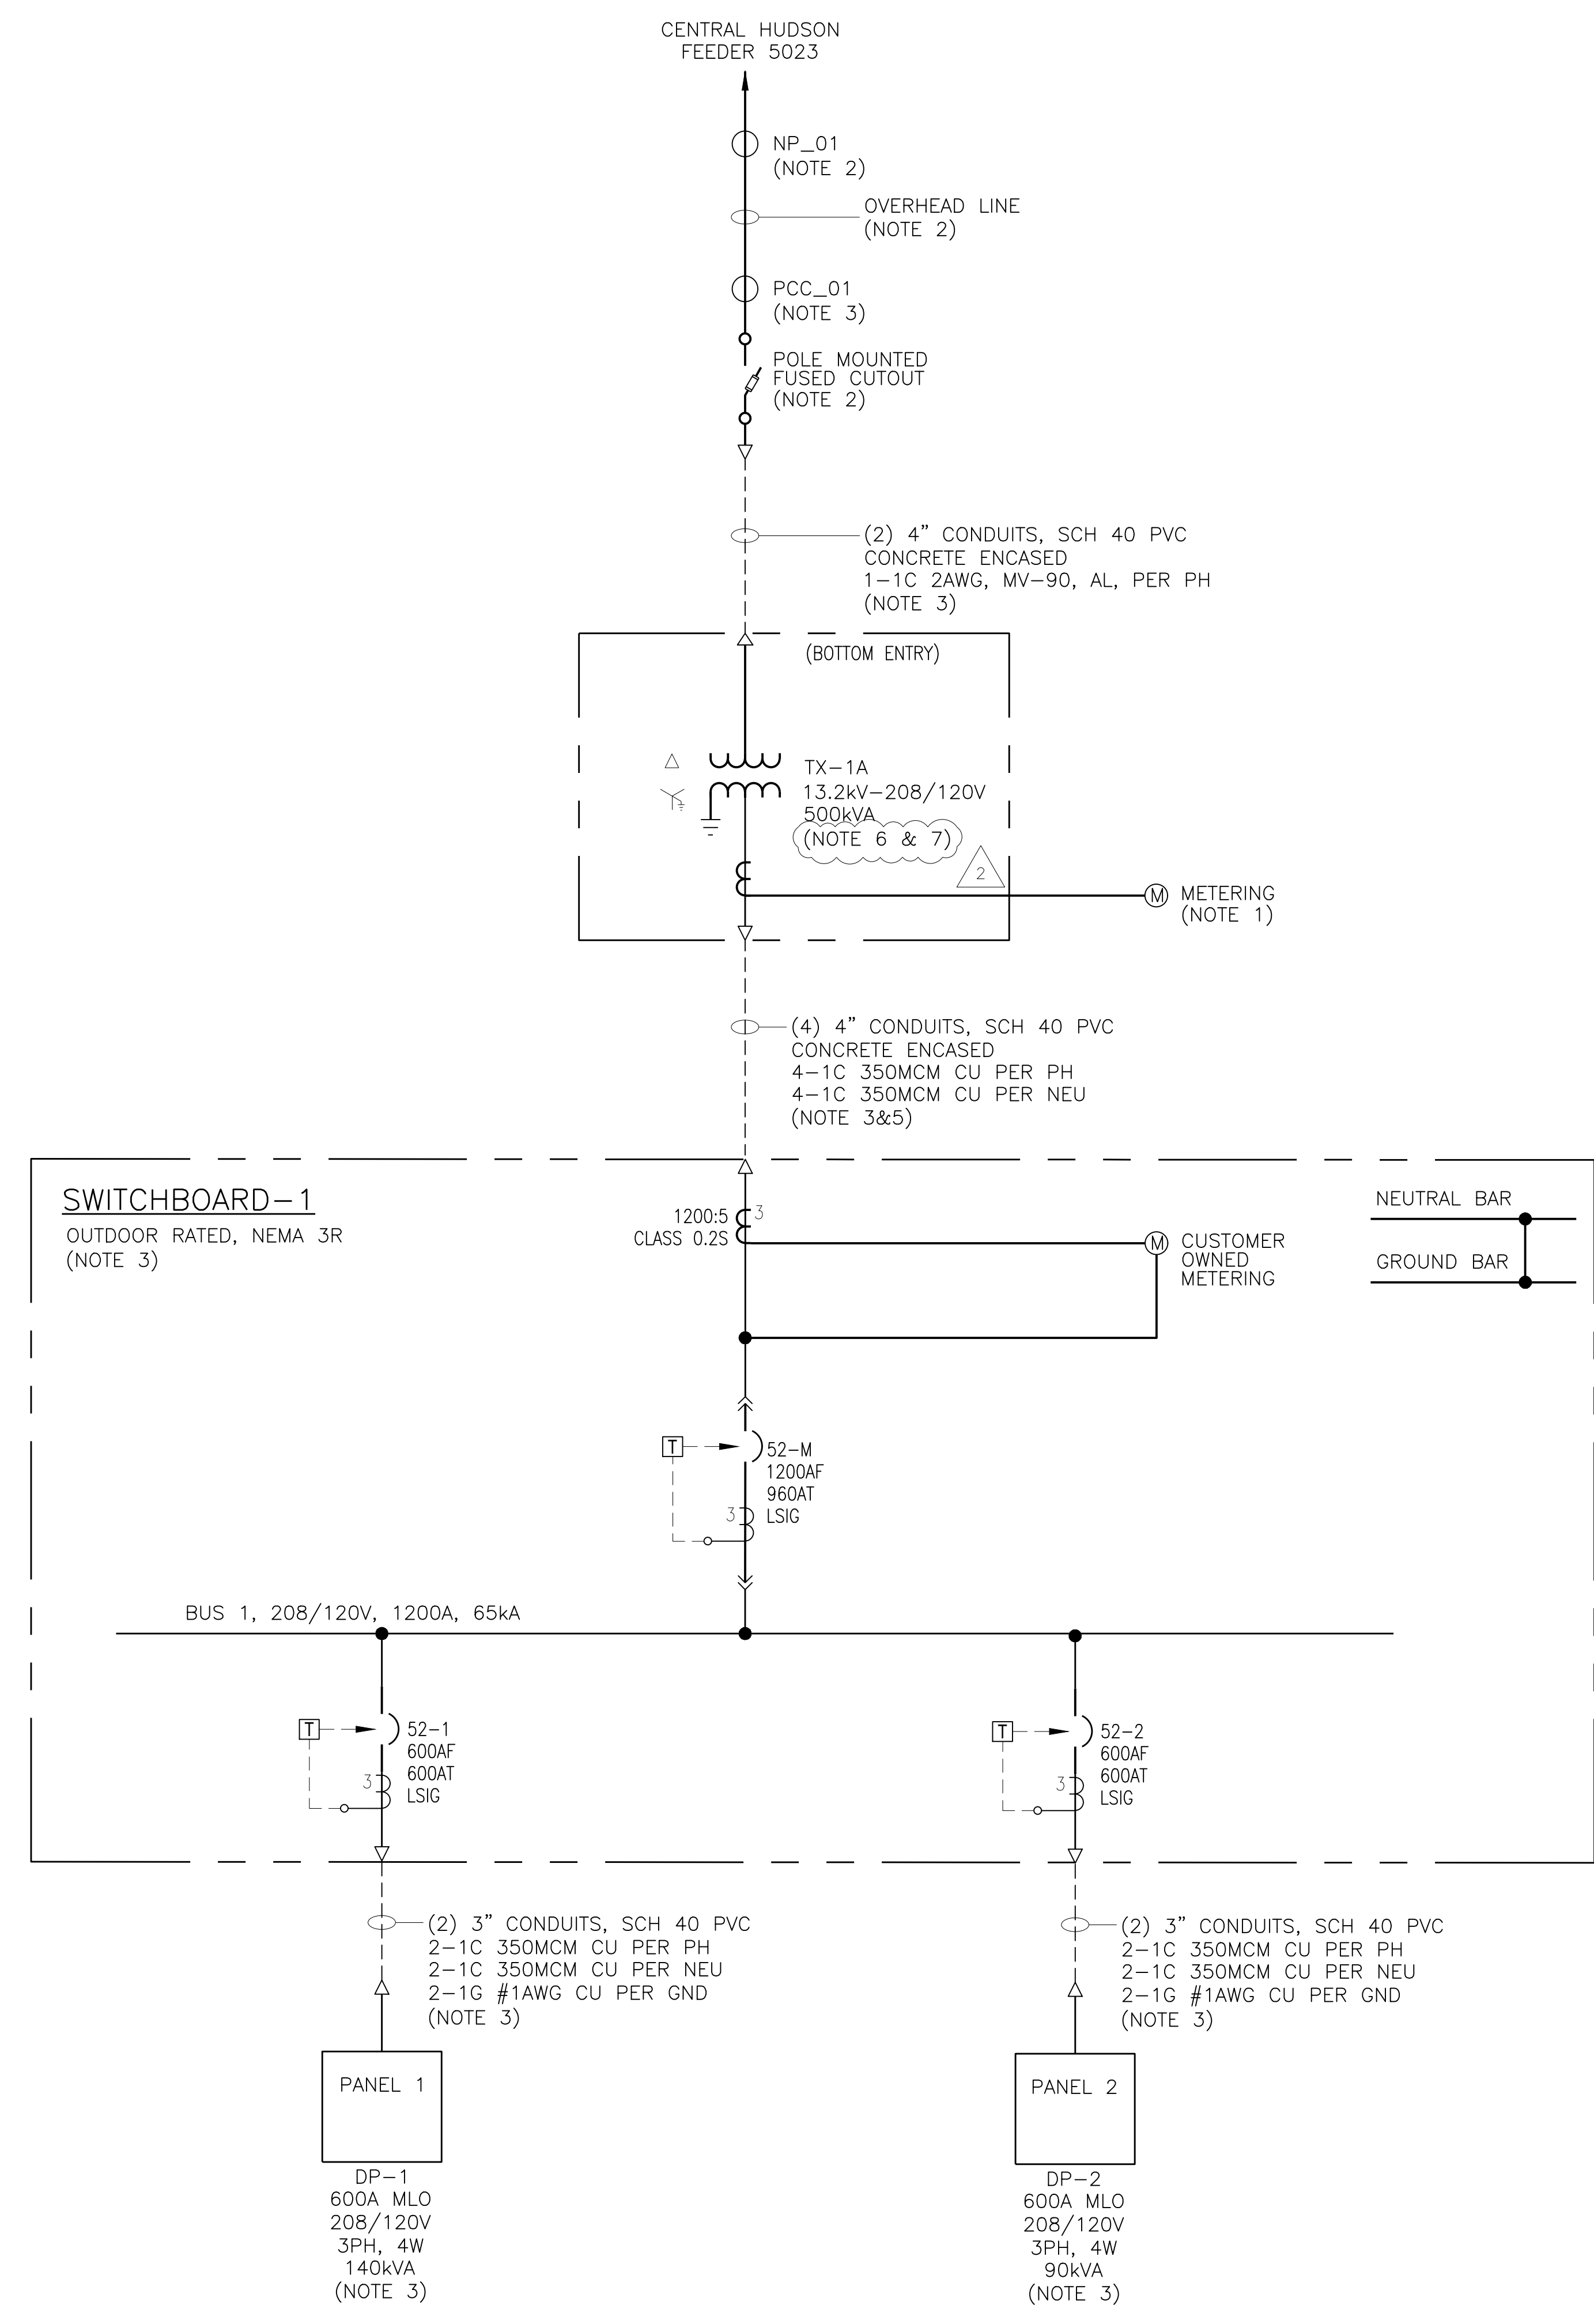 CENTRAL HUDSON
FEEDER 5023
NP_01
(NOTE 2)
OVERHEAD LINE
(NOTE 2)
PCC_01
(NOTE 3)
POLE MOUNTED
FUSED CUTOUT
(NOTE 2)
(2) 4" CONDUITS, SCH 40 PVC
CONCRETE ENCASED
1-1C 2AWG, MV-90, AL, PER PH
(NOTE 3)
(BOTTOM ENTRY)
TX-1A
13.2kV-208/120V
500kVA
(NOTE 6 & 7)
2
M
METERING
(NOTE 1)
(4) 4" CONDUITS, SCH 40 PVC
CONCRETE ENCASED
4-1C 350MCM CU PER PH
4-1C 350MCM CU PER NEU
(NOTE 3&5)
SWITCHBOARD-1
OUTDOOR RATED, NEMA 3R
(NOTE 3)
1200:5
CLASS 0.2S
3
M
CUSTOMER
OWNED
METERING
NEUTRAL BAR
GROUND BAR
T
52-M
1200AF
960AT
LSIG
3
BUS 1, 208/120V, 1200A, 65kA
T
52-1
600AF
600AT
LSIG
3
T
52-2
600AF
600AT
LSIG
3
(2) 3" CONDUITS, SCH 40 PVC
2-1C 350MCM CU PER PH
2-1C 350MCM CU PER NEU
2-1G #1AWG CU PER GND
(NOTE 3)
(2) 3" CONDUITS, SCH 40 PVC
2-1C 350MCM CU PER PH
2-1C 350MCM CU PER NEU
2-1G #1AWG CU PER GND
(NOTE 3)
PANEL 1
DP-1
600A MLO
208/120V
3PH, 4W
140kVA
(NOTE 3)
PANEL 2
DP-2
600A MLO
208/120V
3PH, 4W
90kVA
(NOTE 3)